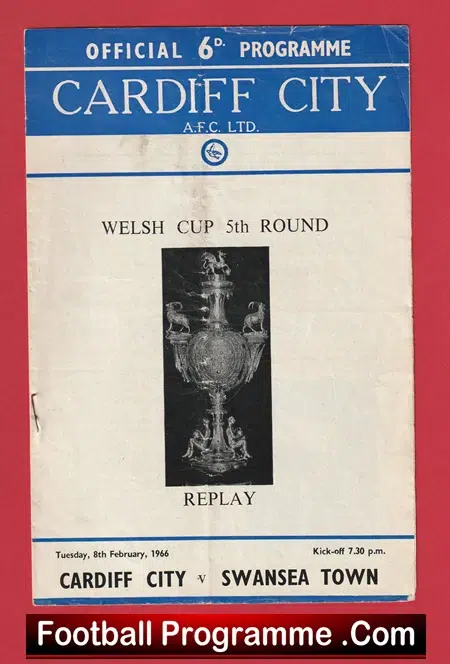 OFFICIAL 6D. PROGRAMME
CARDIFF CITY
A.F.C. LTD.
WELSH CUP 5th ROUND
REPLAY
Tuesday, 8th February, 1966 Kick-off 7.30 p.m.
CARDIFF CITY v SWANSEA TOWN
Football Programme .Com